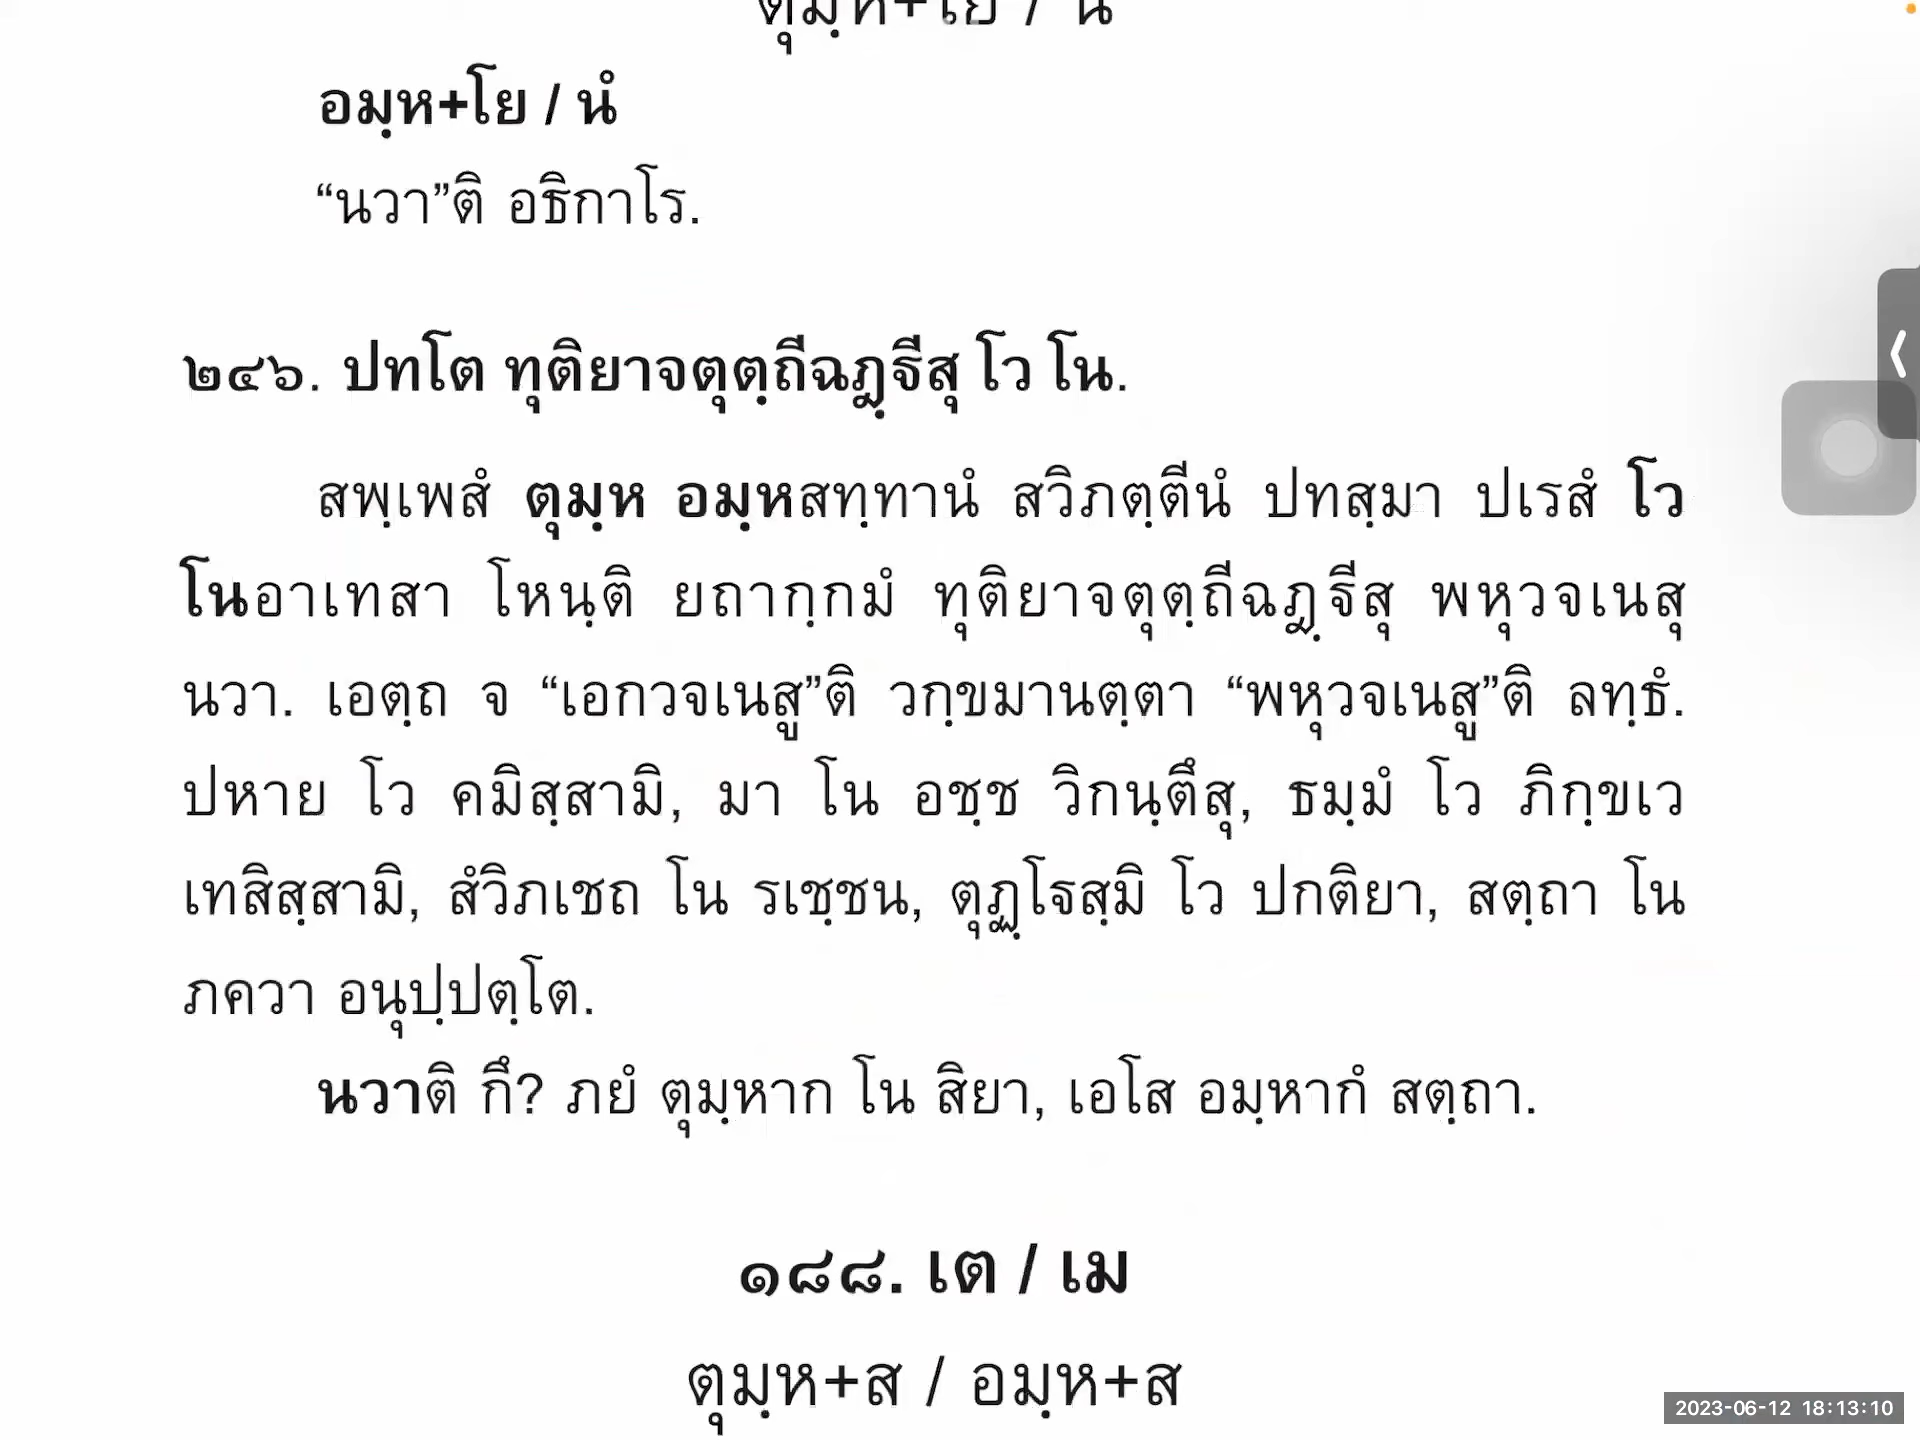 ตุมฺห+โย / นํ
อมฺห+โย / นํ
“นวา”ติ อธิกาโร.
๒๔๖. ปทโต ทุติยาจตุตฺถีฉฏฺฐีสุ โว โน.
สพฺเพสํ ตุมฺห อมฺหสทฺทานํ สวิภตฺตีนํ ปทสฺมา ปเรสํ โว
โนอาเทสา โหนฺติ ยถากฺกมํ ทุติยาจตุตฺถีฉฏฺฐีสุ พหุวจเนสุ
นวา. เอตฺถ จ “เอกวจเนสู”ติ วกฺขมานตฺตา “พหุวจเนสู”ติ ลทฺธํ.
ปหาย โว คมิสฺสามิ, มา โน อชฺช วิกนฺตึสุ, ธมฺมํ โว ภิกฺขเว
เทสิสฺสามิ, สํวิภเชถ โน รเชฺชน, ตุฏฺโฐสฺมิ โว ปกติยา, สตฺถา โน
ภควา อนุปฺปตฺโต.
นวาติ กึ? ภยํ ตุมฺหาก โน สิยา, เอโส อมฺหากํ สตฺถา.
๑๘๘. เต / เม
ตุมฺห+ส / อมฺห+ส
2023-06-12 18:13:10